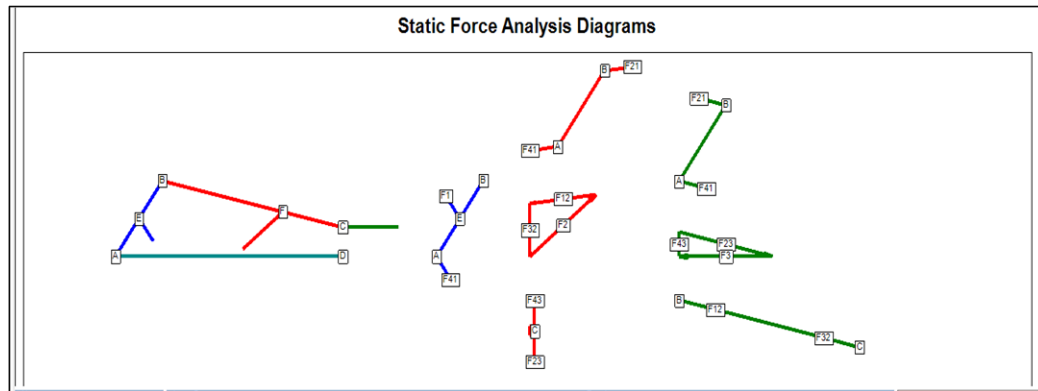 Static Force Analysis Diagrams
B
F21
F21
B
F41
A
A
F41
B
E
F
C
A
D
B
F1
E
A
F41
F12
F32
F2
F43
F23
F3
F43
C
F23
B
F12
F32
C